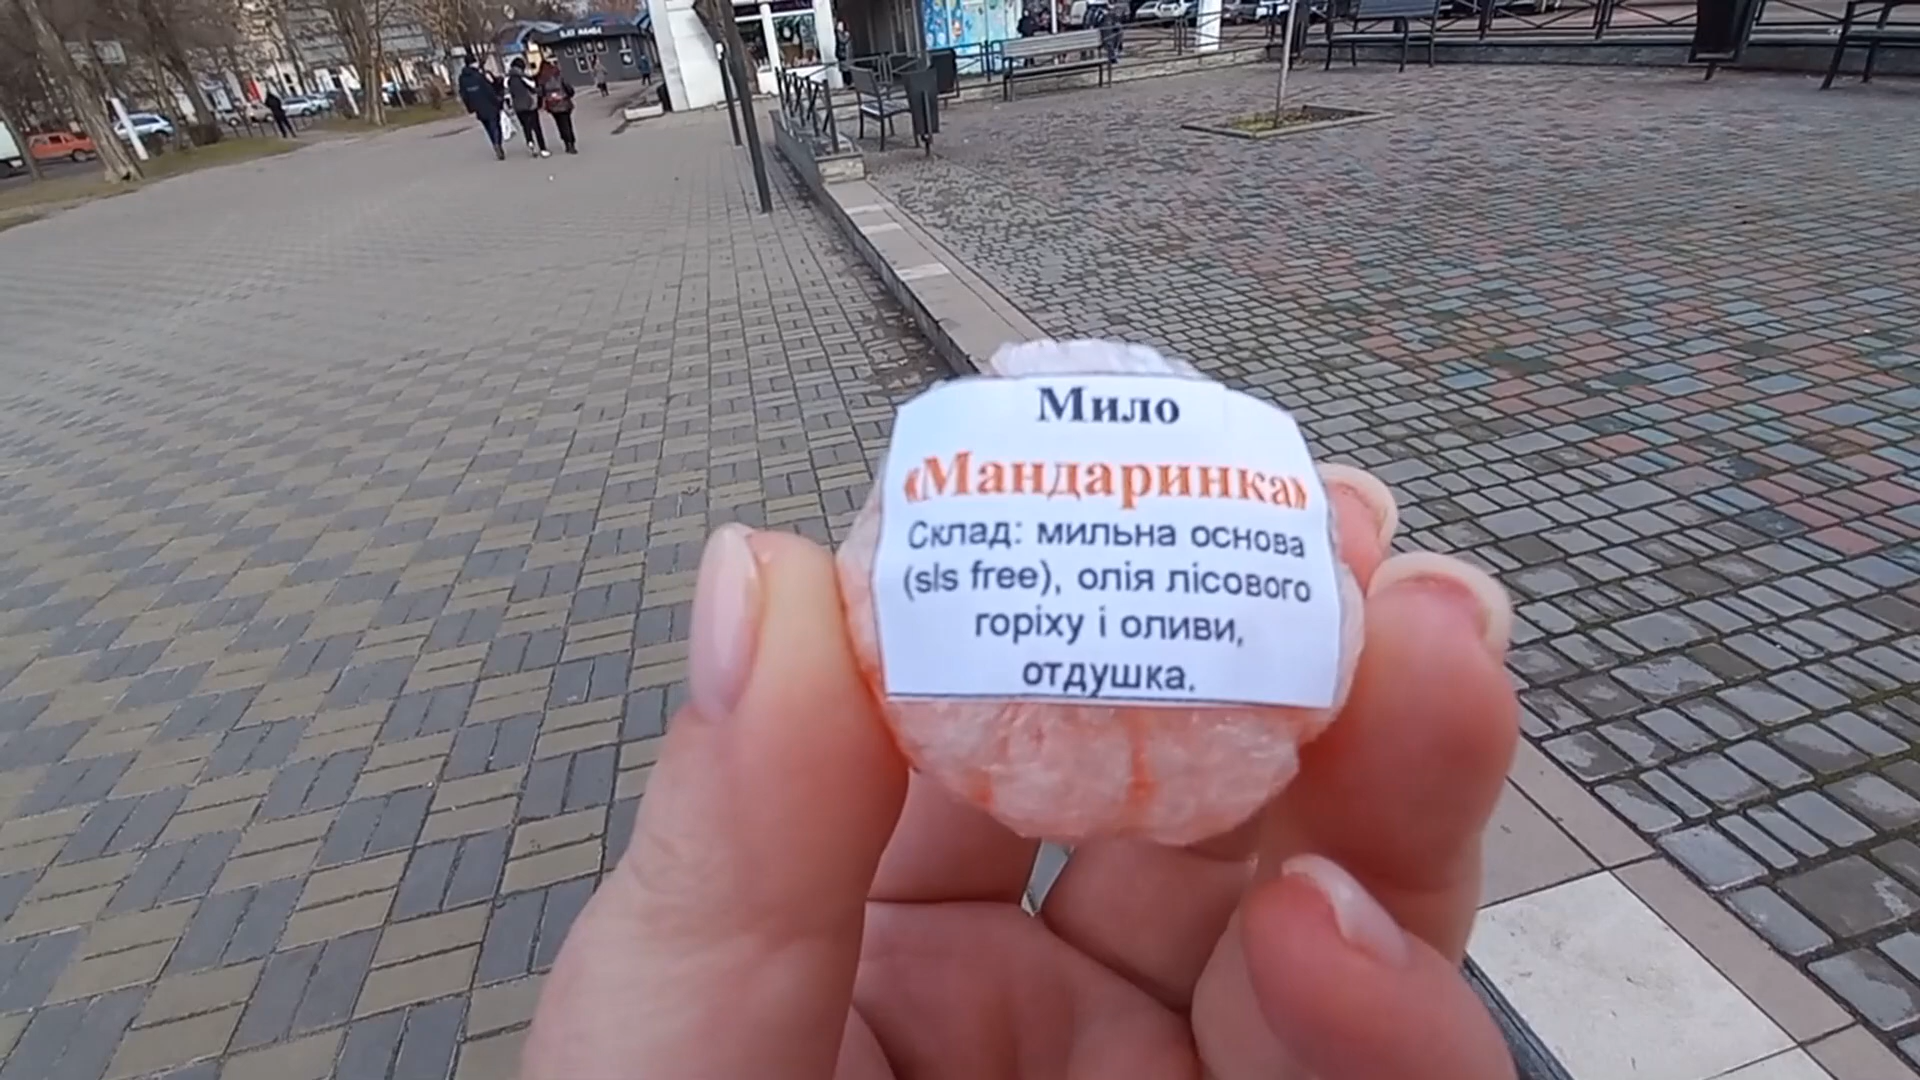 Мило
«Мандаринка»
Склад: мильна основа
(sls free), олія лісового
горіху і оливи,
отдушка.